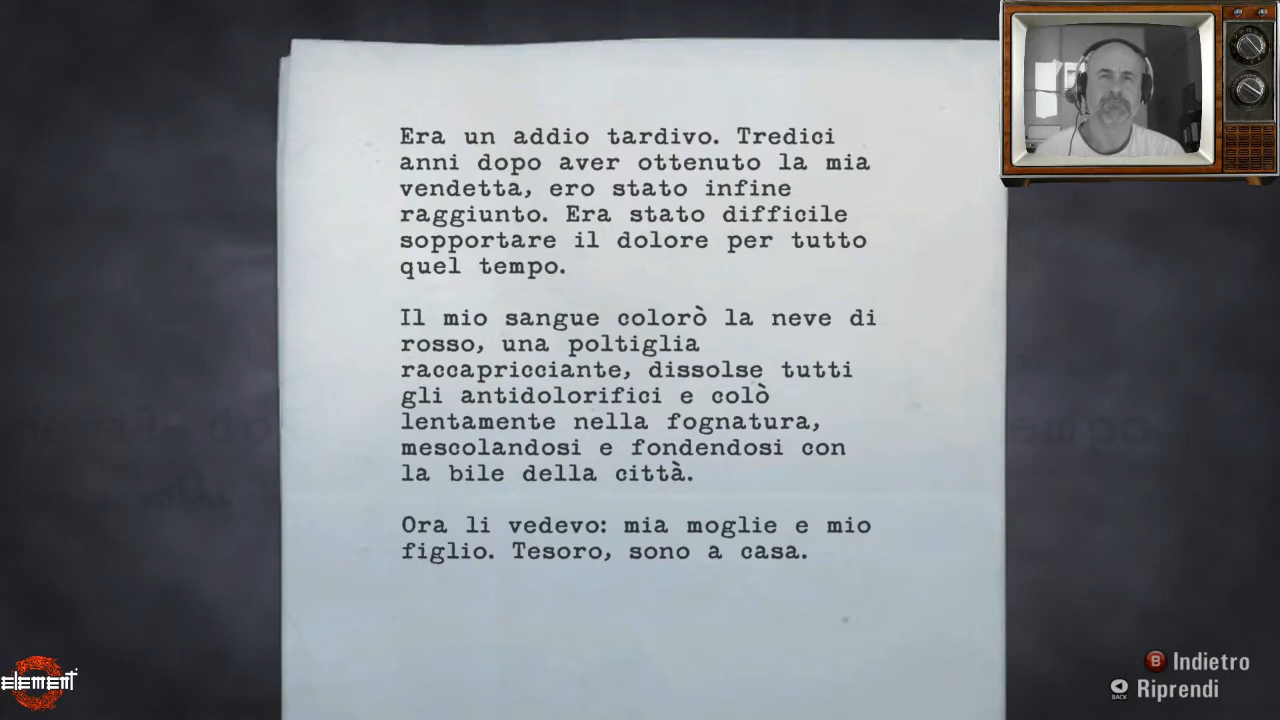 Era un addio tardivo. Tredici
anni dopo aver ottenuto la mia
vendetta, ero stato infine
raggiunto. Era stato difficile
sopportare il dolore per tutto
quel tempo.
Il mio sangue colorò la neve di
rosso, una poltiglia
raccapricciante, dissolse tutti
gli antidolorifici e colò
lentamente nella fognatura,
mescolandosi e fondendosi con
la bile della città.
Ora li vedevo: mia moglie e mio
figlio. Tesoro, sono a casa.
B Indietro
BACK Riprendi
element